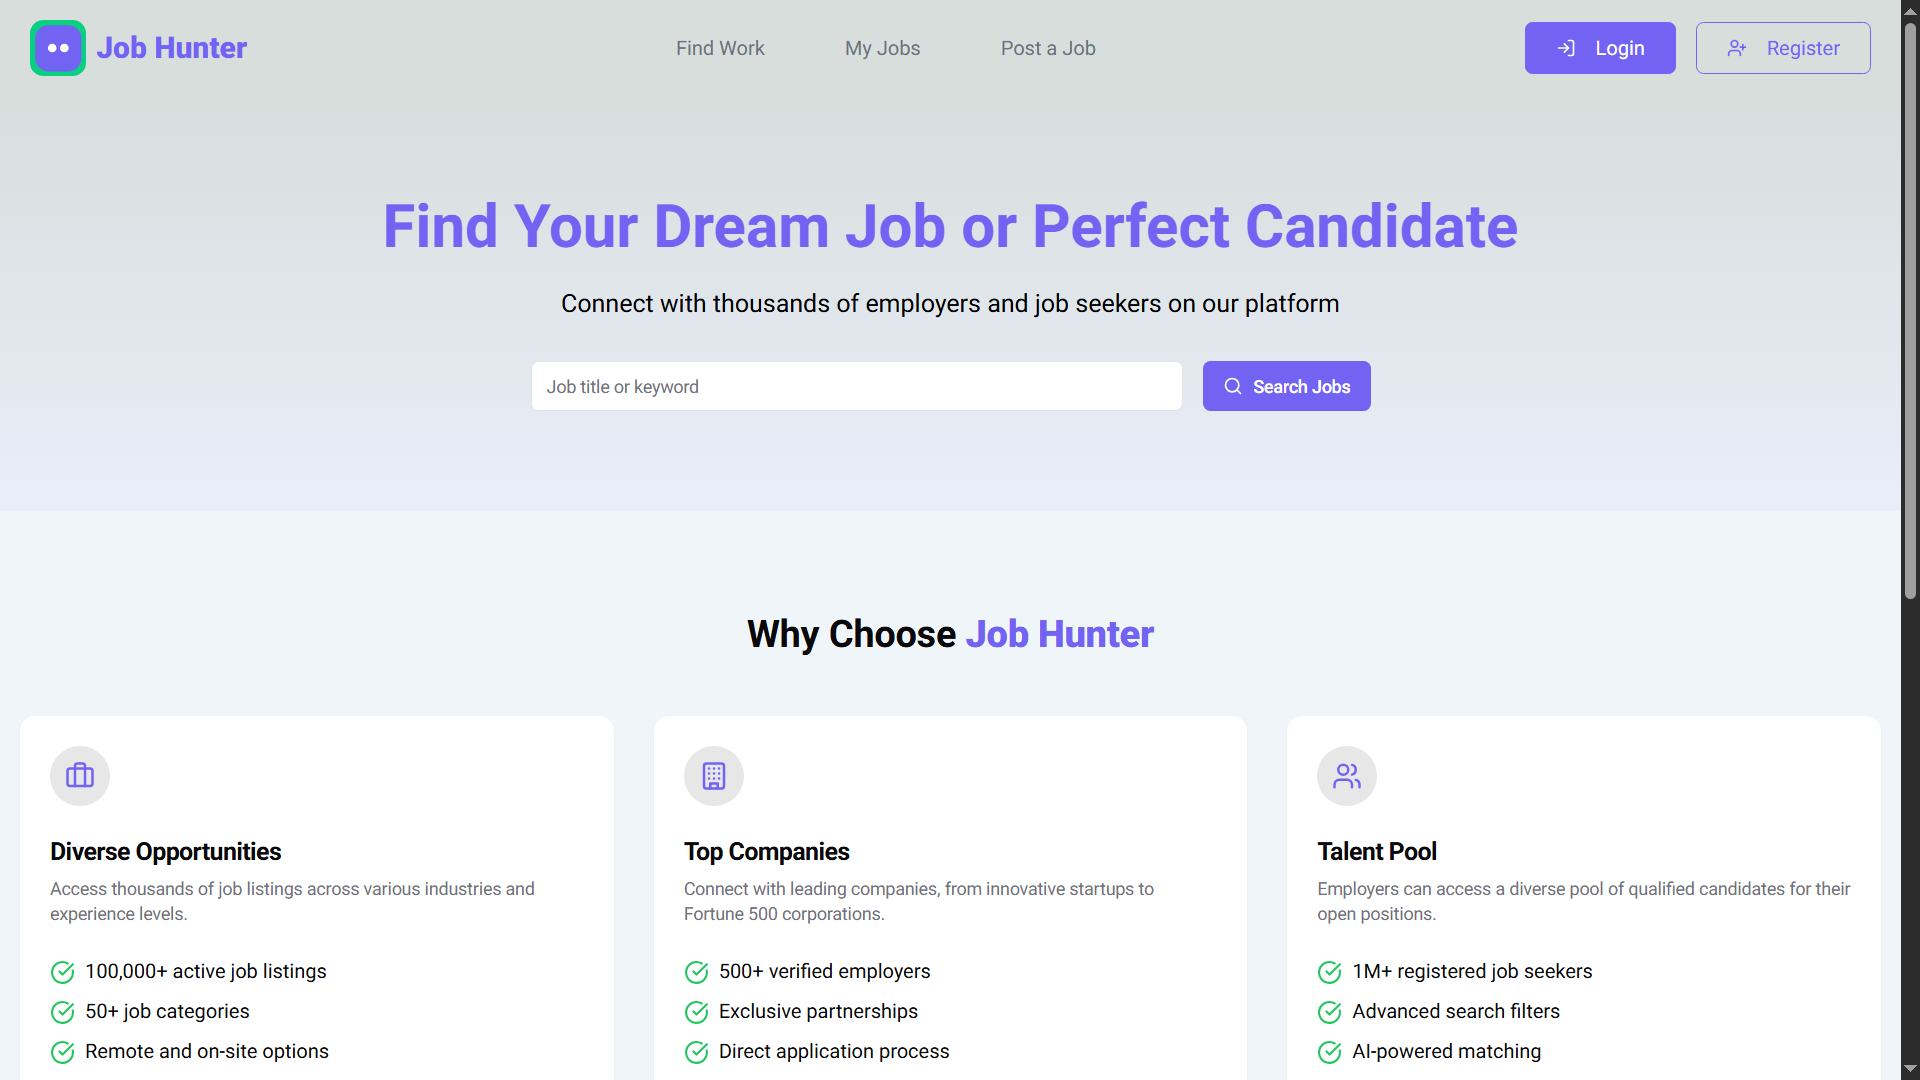 Job Hunter
Find Work
My Jobs
Post a Job
Login
Register
Find Your Dream Job or Perfect Candidate
Connect with thousands of employers and job seekers on our platform
Job title or keyword
Search Jobs
Why Choose Job Hunter
Diverse Opportunities
Access thousands of job listings across various industries and
experience levels.
100,000+ active job listings
50+ job categories
Remote and on-site options
Top Companies
Connect with leading companies, from innovative startups to
Fortune 500 corporations.
500+ verified employers
Exclusive partnerships
Direct application process
Talent Pool
Employers can access a diverse pool of qualified candidates for their
open positions.
1M+ registered job seekers
Advanced search filters
AI-powered matching